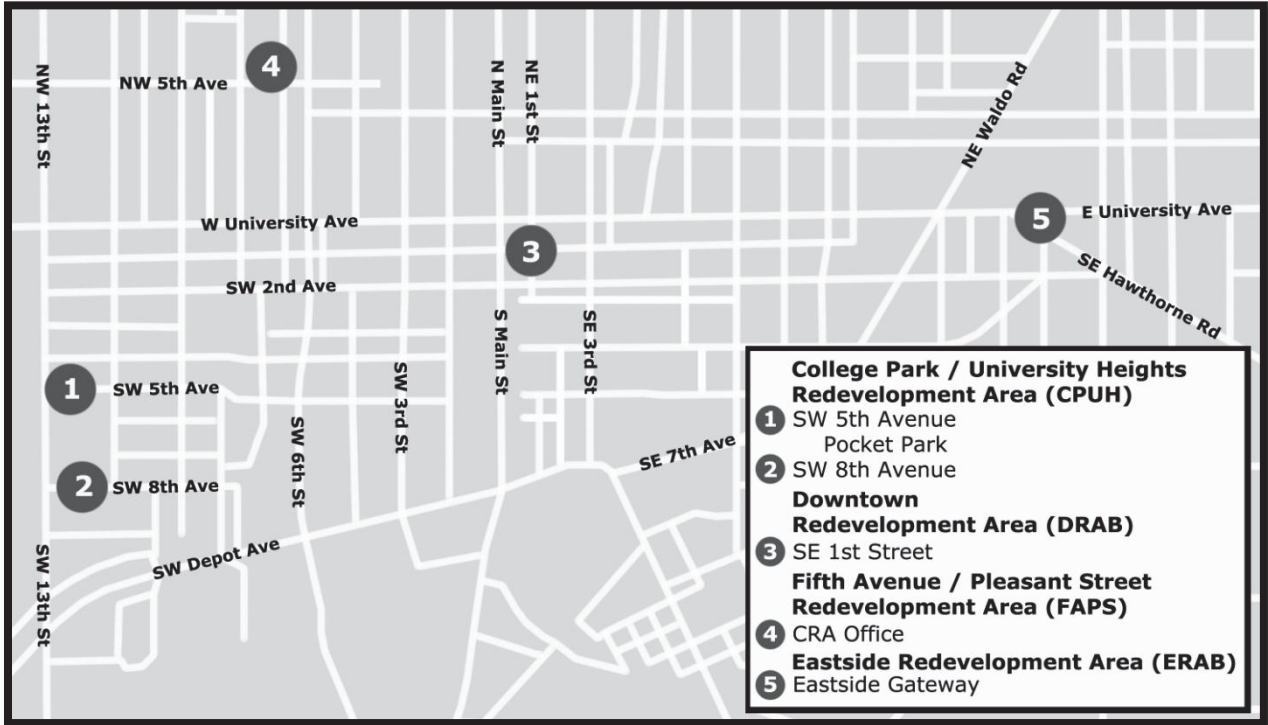 4
NW 5th Ave
NW 13th St
N Main St
NE 1st St
NE Waldo Rd
W University Ave
5
E University Ave
3
SW 2nd Ave
SE Hawthorne Rd
S Main St
SE 3rd St
1
SW 5th Ave
SW 3rd St
SW 6th St
SE 7th Ave
2
SW 8th Ave
SW Depot Ave
SW 13th St
College Park / University Heights
Redevelopment Area (CPUH)
1 SW 5th Avenue
Pocket Park
2 SW 8th Avenue
Downtown
Redevelopment Area (DRAB)
3 SE 1st Street
Fifth Avenue / Pleasant Street
Redevelopment Area (FAPS)
4 CRA Office
Eastside Redevelopment Area (ERAB)
5 Eastside Gateway